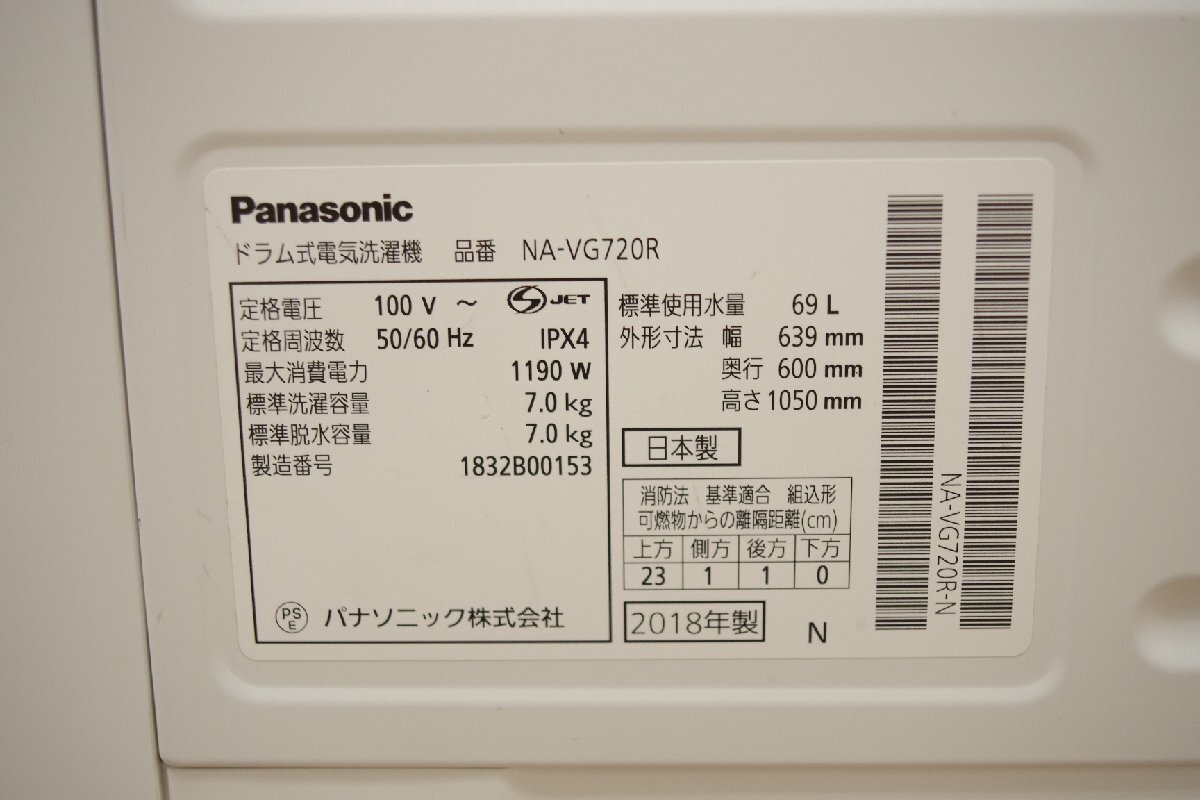 Panasonic
ドラム式電気洗濯機 品番 NA-VG720R
定格電圧 100 V ～ S JET
定格周波数 50/60 Hz IPX4
最大消費電力 1190 W
標準洗濯容量 7.0 kg
標準脱水容量 7.0 kg
製造番号 1832B00153
PS
E
パナソニック株式会社
標準使用水量 69 L
外形寸法 幅 639 mm
奥行 600 mm
高さ 1050 mm
日本製
消防法 基準適合 組込形
可燃物からの離隔距離(cm)
上方 側方 後方 下方
23 1 1 0
2018年製 N
NA-VG720R-N